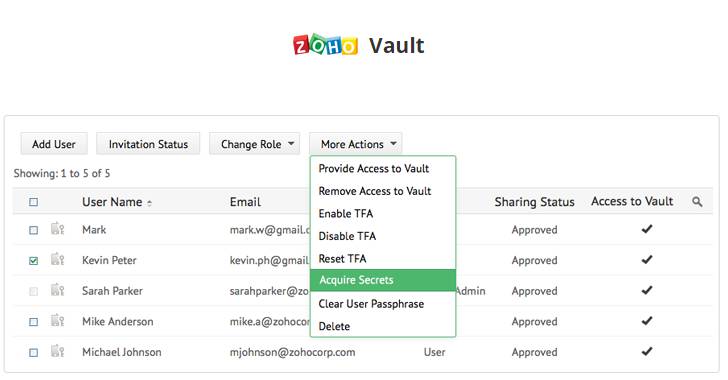 ZOHO Vault
Add User Invitation Status Change Role More Actions
Showing: 1 to 5 of 5
Provide Access to Vault
Remove Access to Vault
Enable TFA
Disable TFA
Reset TFA
Acquire Secrets
Clear User Passphrase
Delete
User Name Email Sharing Status Access to Vault
Mark mark.w@gmail.c Approved
Kevin Peter kevin.ph@gmail Approved
Sarah Parker sarahparker@zo Admin Approved
Mike Anderson mike.a@zohocor Approved
Michael Johnson mjohnson@zohocorp.com User Approved